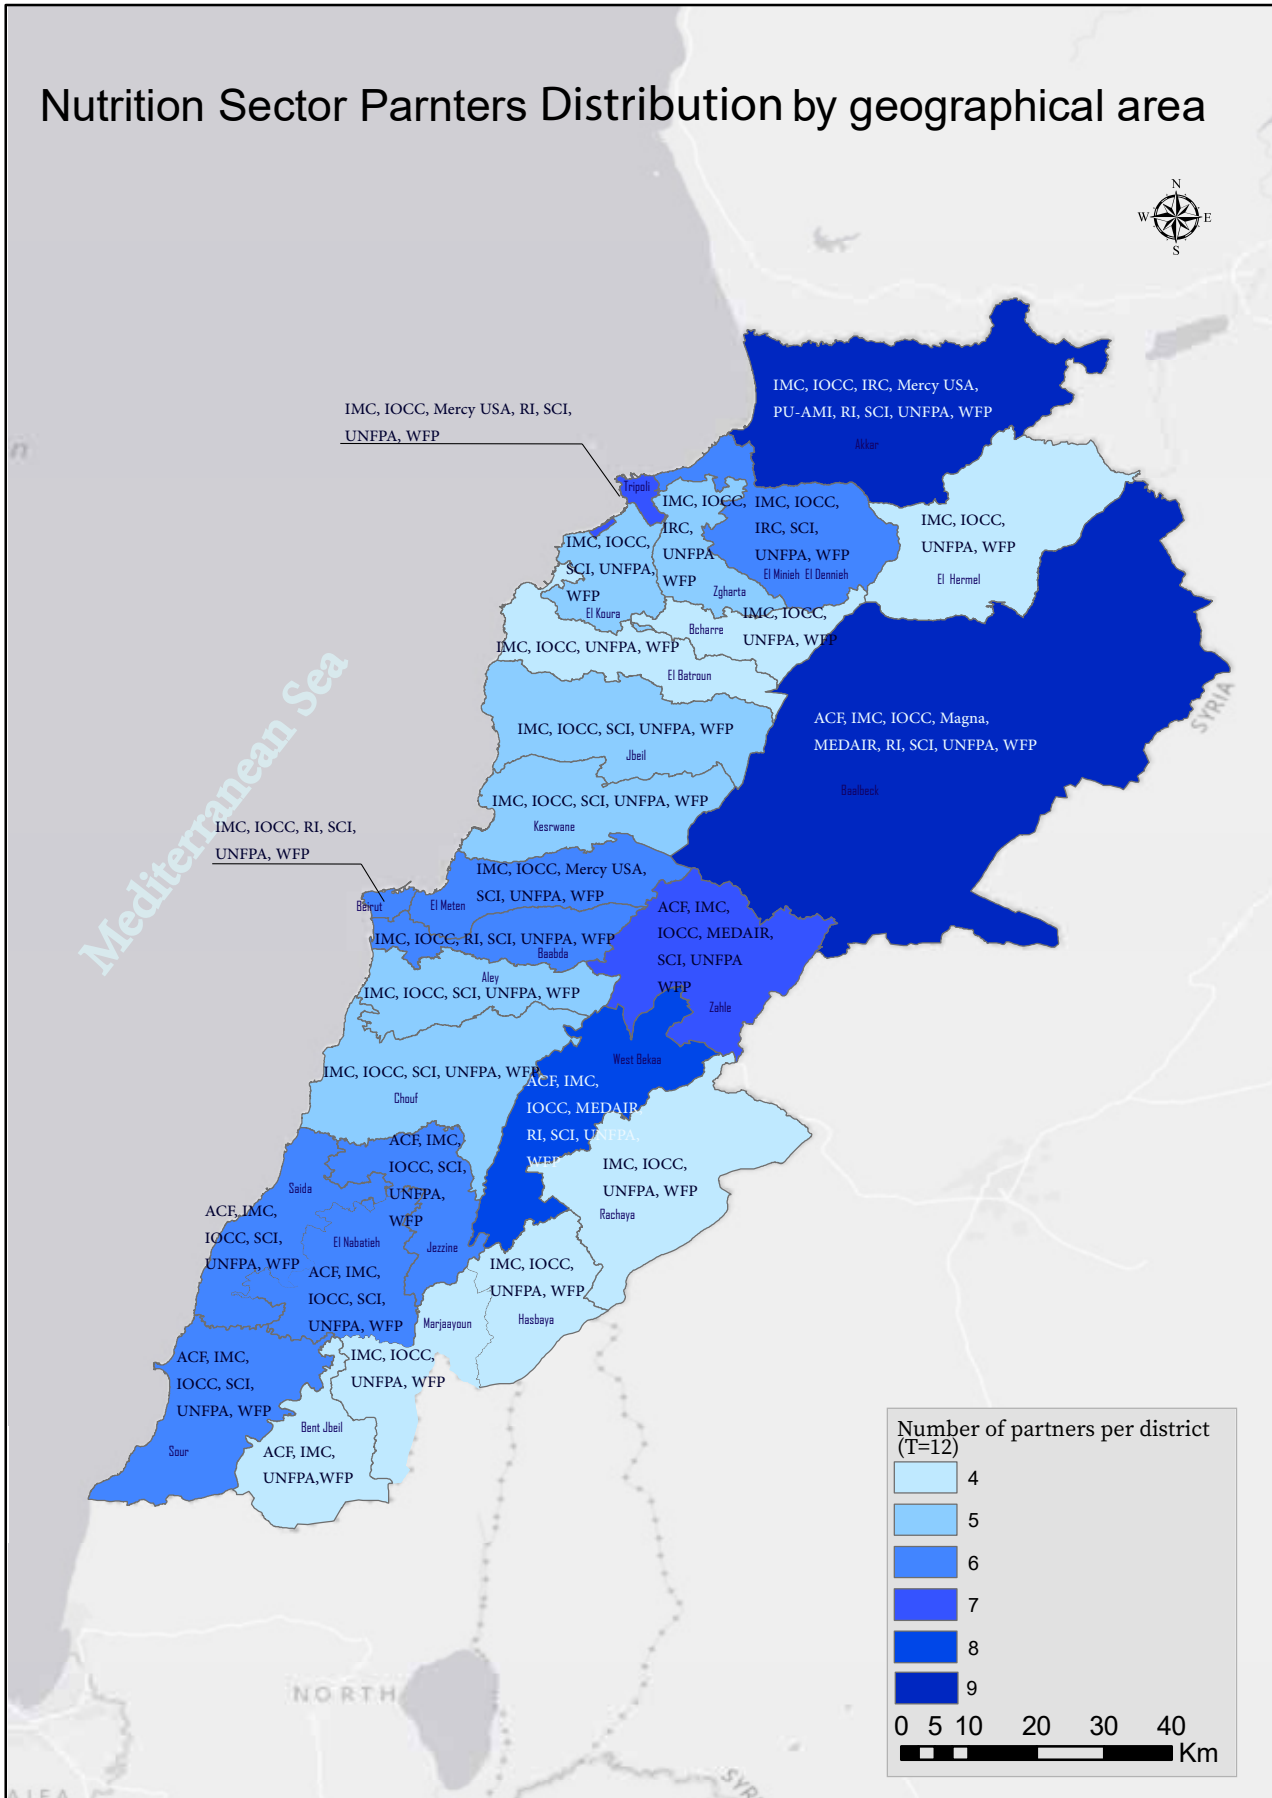 Nutrition Sector Parnters Distribution by geographical area
N
W E
S
IMC, IOCC, IRC, Mercy USA,
PU-AMI, RI, SCI, UNFPA, WFP
Akkar
IMC, IOCC, Mercy USA, RI, SCI,
UNFPA, WFP
Tripoli
IMC, IOCC,
IRC,
UNFPA
WFP
Zgharta
IMC, IOCC,
IRC, SCI,
UNFPA, WFP
El Minieh El Dennieh
IMC, IOCC,
UNFPA, WFP
El Hermel
IMC, IOCC,
SCI, UNFPA,
WFP
El Koura
IMC, IOCC,
UNFPA, WFP
Bcharre
IMC, IOCC, UNFPA, WFP
El Batroun
Mediterranean Sea
SYRIA
ACF, IMC, IOCC, Magna,
MEDAIR, RI, SCI, UNFPA, WFP
Baalbeck
IMC, IOCC, SCI, UNFPA, WFP
Jbeil
IMC, IOCC, SCI, UNFPA, WFP
Kesrwane
IMC, IOCC, RI, SCI,
UNFPA, WFP
Beirut
IMC, IOCC, Mercy USA,
SCI, UNFPA, WFP
El Meten
IMC, IOCC, RI, SCI, UNFPA, WFP
Baabda
ACF, IMC,
IOCC, MEDAIR,
SCI, UNFPA
WFP
Zahle
Aley
IMC, IOCC, SCI, UNFPA, WFP
IMC, IOCC, SCI, UNFPA, WFP
Chouf
West Bekaa
ACF, IMC,
IOCC, MEDAIR,
RI, SCI, UNFPA,
WFP
IMC, IOCC,
UNFPA, WFP
Rachaya
ACF, IMC,
IOCC, SCI,
UNFPA,
WFP
Jezzine
Saida
ACF, IMC,
IOCC, SCI,
UNFPA, WFP
El Nabatieh
ACF, IMC,
IOCC, SCI,
UNFPA, WFP
IMC, IOCC,
UNFPA, WFP
Hasbaya
Marjaayoun
IMC, IOCC,
UNFPA, WFP
ACF, IMC,
IOCC, SCI,
UNFPA, WFP
Sour
Bent Jbeil
ACF, IMC,
UNFPA,WFP
Number of partners per district
(T=12)
4
5
6
7
8
9
0 5 10 20 30 40
Km
NORTH